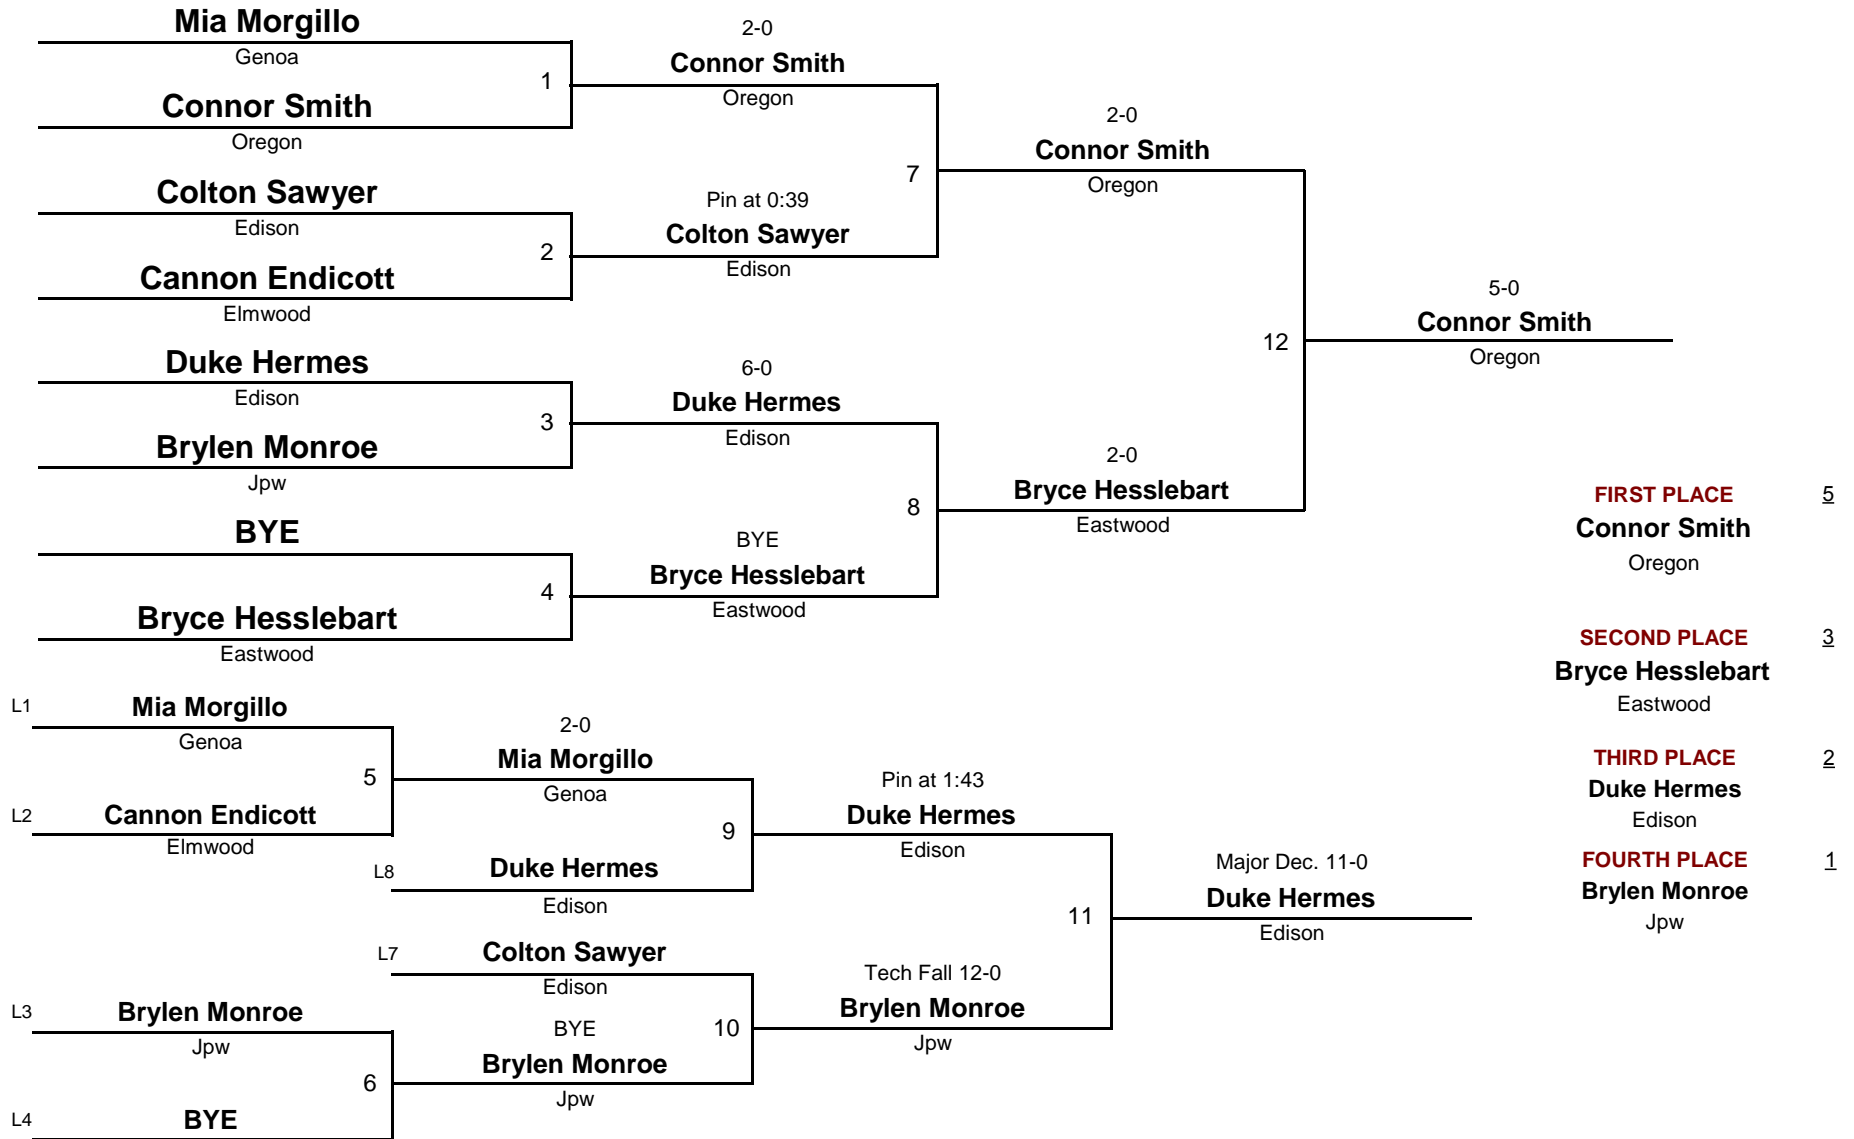 Mia Morgillo
Genoa
1
Connor Smith
Oregon
Colton Sawyer
Edison
2
Cannon Endicott
Elmwood
Duke Hermes
Edison
3
Brylen Monroe
Jpw
BYE
4
Bryce Hesslebart
Eastwood
2-0
Connor Smith
Oregon
7
Pin at 0:39
Colton Sawyer
Edison
6-0
Duke Hermes
Edison
8
BYE
Bryce Hesslebart
Eastwood
2-0
Connor Smith
Oregon
12
2-0
Bryce Hesslebart
Eastwood
5-0
Connor Smith
Oregon
FIRST PLACE 5
Connor Smith
Oregon
SECOND PLACE 3
Bryce Hesslebart
Eastwood
THIRD PLACE 2
Duke Hermes
Edison
FOURTH PLACE 1
Brylen Monroe
Jpw
L1 Mia Morgillo
Genoa
5
L2 Cannon Endicott
Elmwood
L3 Brylen Monroe
Jpw
6
L4 BYE
2-0
Mia Morgillo
Genoa
9
L8 Duke Hermes
Edison
L7 Colton Sawyer
Edison
BYE 10
Brylen Monroe
Jpw
Pin at 1:43
Duke Hermes
Edison
11
Tech Fall 12-0
Brylen Monroe
Jpw
Major Dec. 11-0
Duke Hermes
Edison